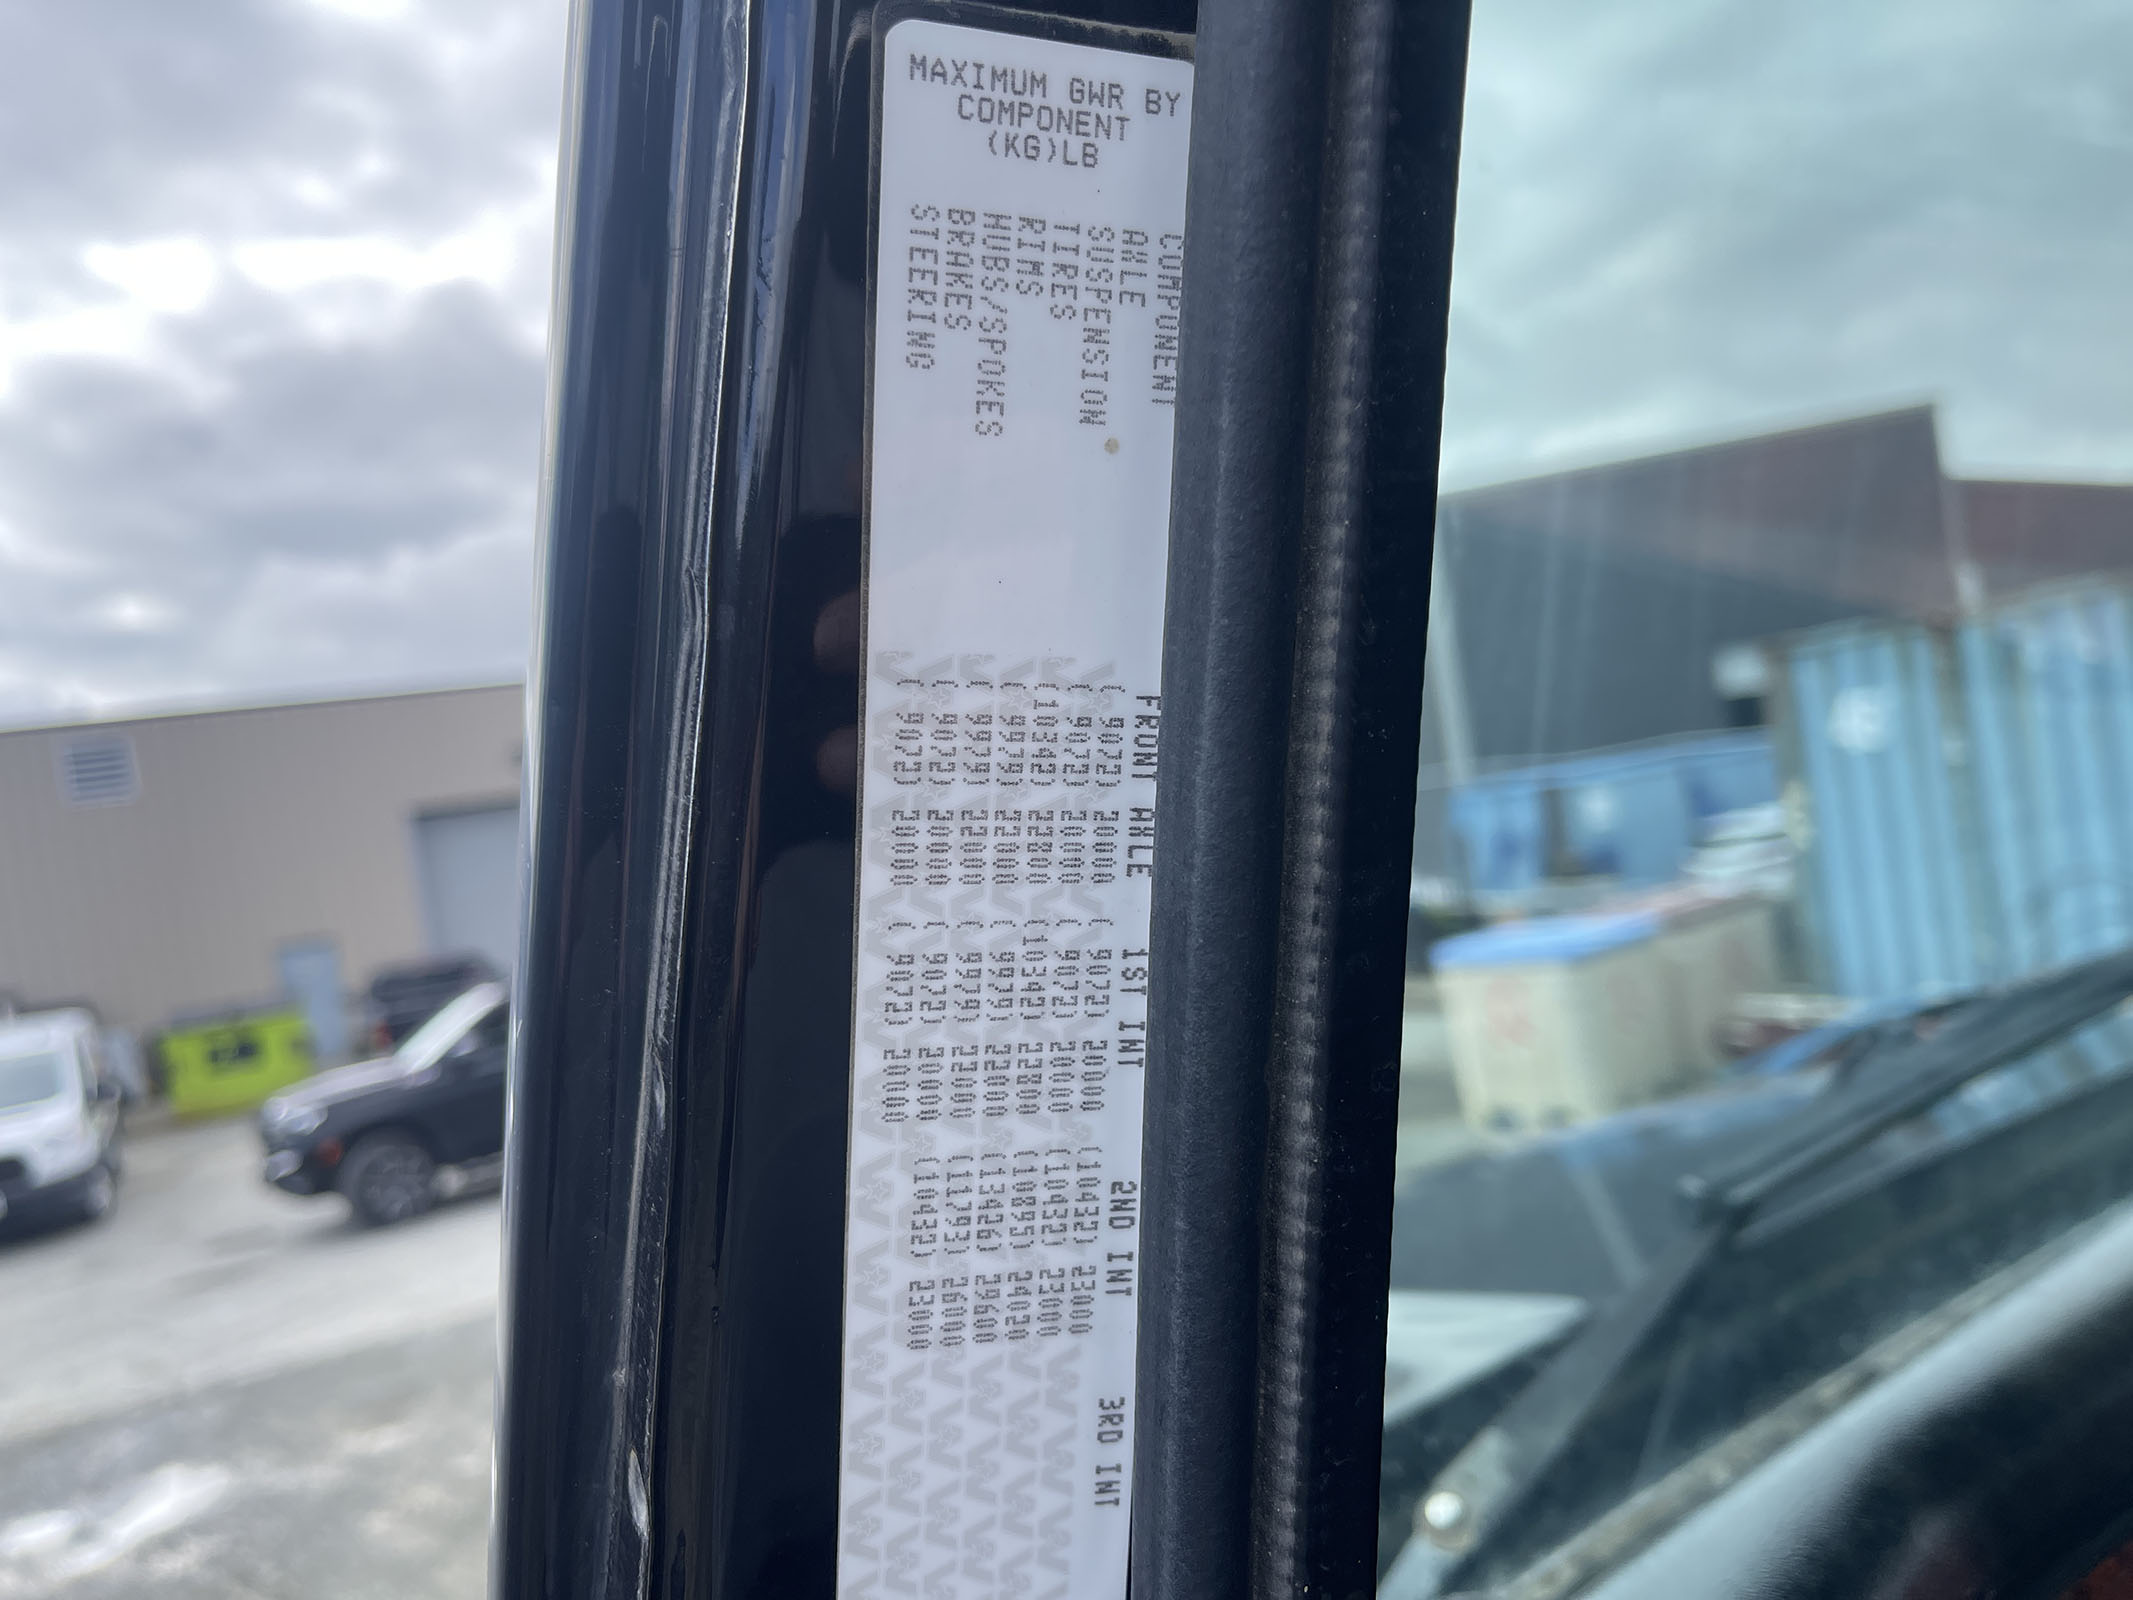 MAXIMUM GWR BY
COMPONENT
(KG)LB
COMPONENT FRONT AXLE 1ST INT 2ND INT 3RD INT
AXLE ( 9072) 20000 ( 9072) 20000 (10432) 23000
SUSPENSION ( 9072) 20000 ( 9072) 20000 (10432) 23000
TIRES (10342) 22800 (10342) 22800 (10895) 24020
RIMS ( 9979) 22000 ( 9979) 22000 (13426) 29600
HUBS/SPOKES ( 9979) 22000 ( 9979) 22000 (11793) 26000
BRAKES ( 9072) 20000 ( 9072) 20000 (10432) 23000
STEERING ( 9072) 20000 ( 9072) 20000